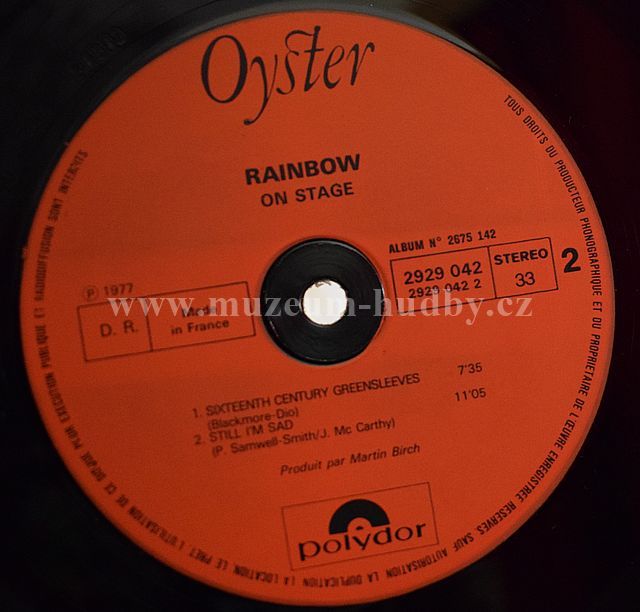 Oyster
RAINBOW
ON STAGE
ALBUM N° 2675 142
2929 042
2929 042 2
STEREO
33
2
℗ 1977
D. R.
Made
in France
www.muzeum-hudby.cz
1. SIXTEENTH CENTURY GREENSLEEVES 7'35
(Blackmore-Dio)
2. STILL I'M SAD 11'05
(P. Samwell-Smith/J. Mc Carthy)
Produit par Martin Birch
polydor
TOUS DROITS DU PRODUCTEUR PHONOGRAPHIQUE ET DU PROPRIETAIRE DE L'ŒUVRE ENREGISTREE RESERVES. SAUF AUTORISATION LA DUPLICATION, LA LOCATION, LE PRET, L'UTILISATION DE CE DISQUE POUR EXECUTION PUBLIQUE ET RADIODIFFUSION SONT INTERDITS